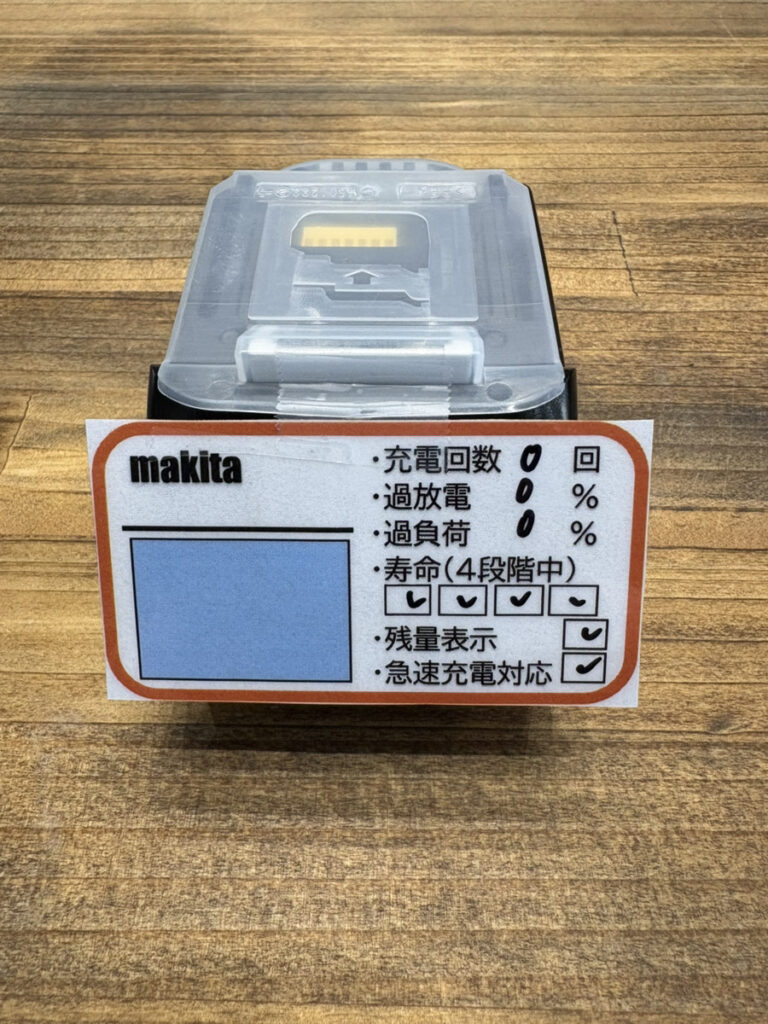 makita
・充電回数 0 回
・過放電 0 %
・過負荷 0 %
・寿命(4段階中)
・残量表示
・急速充電対応